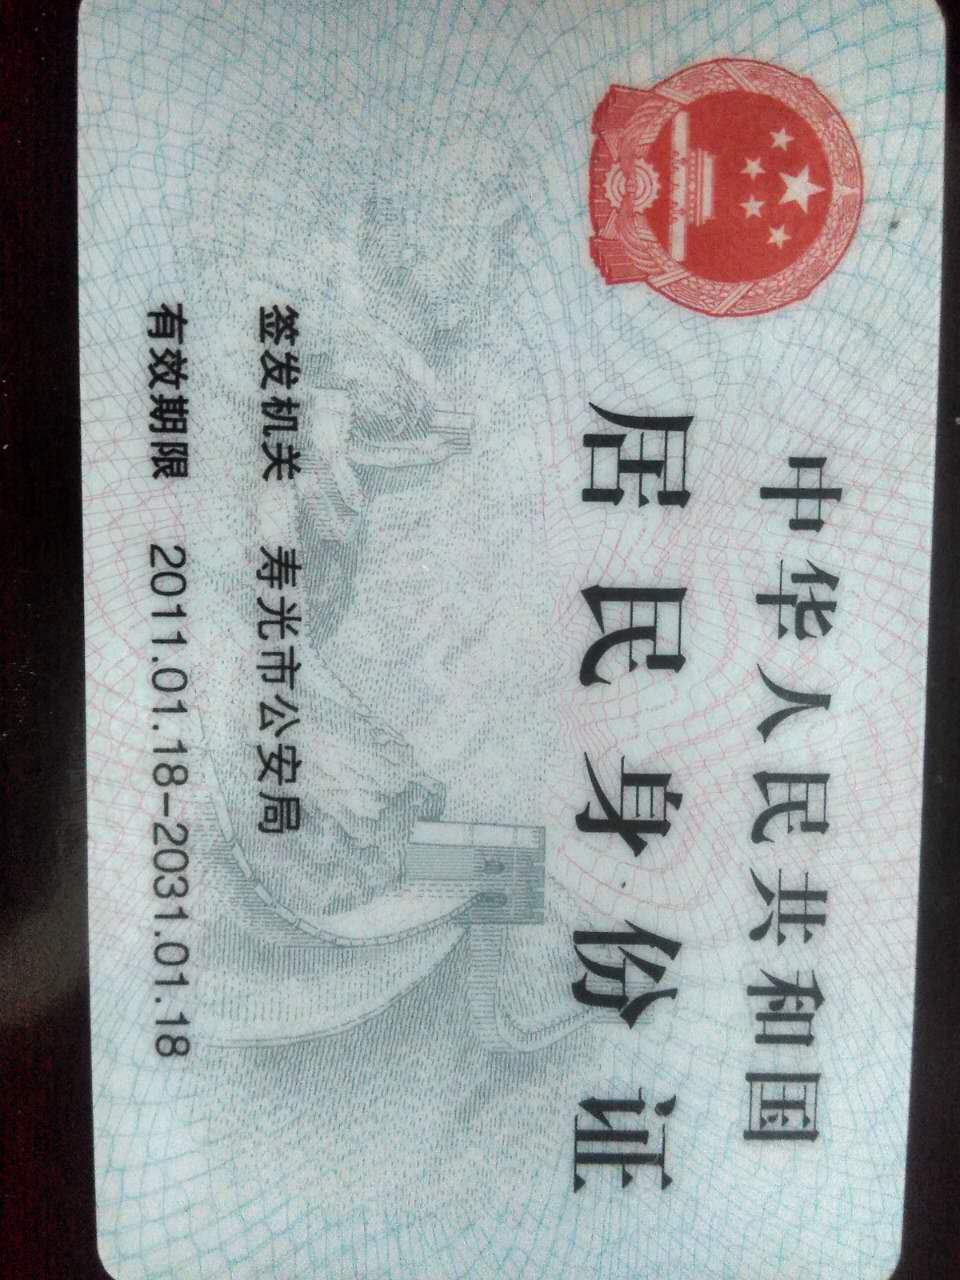 中华人民共和国
居民身份证
签发机关 寿光市公安局
有效期限 2011.01.18-2031.01.18